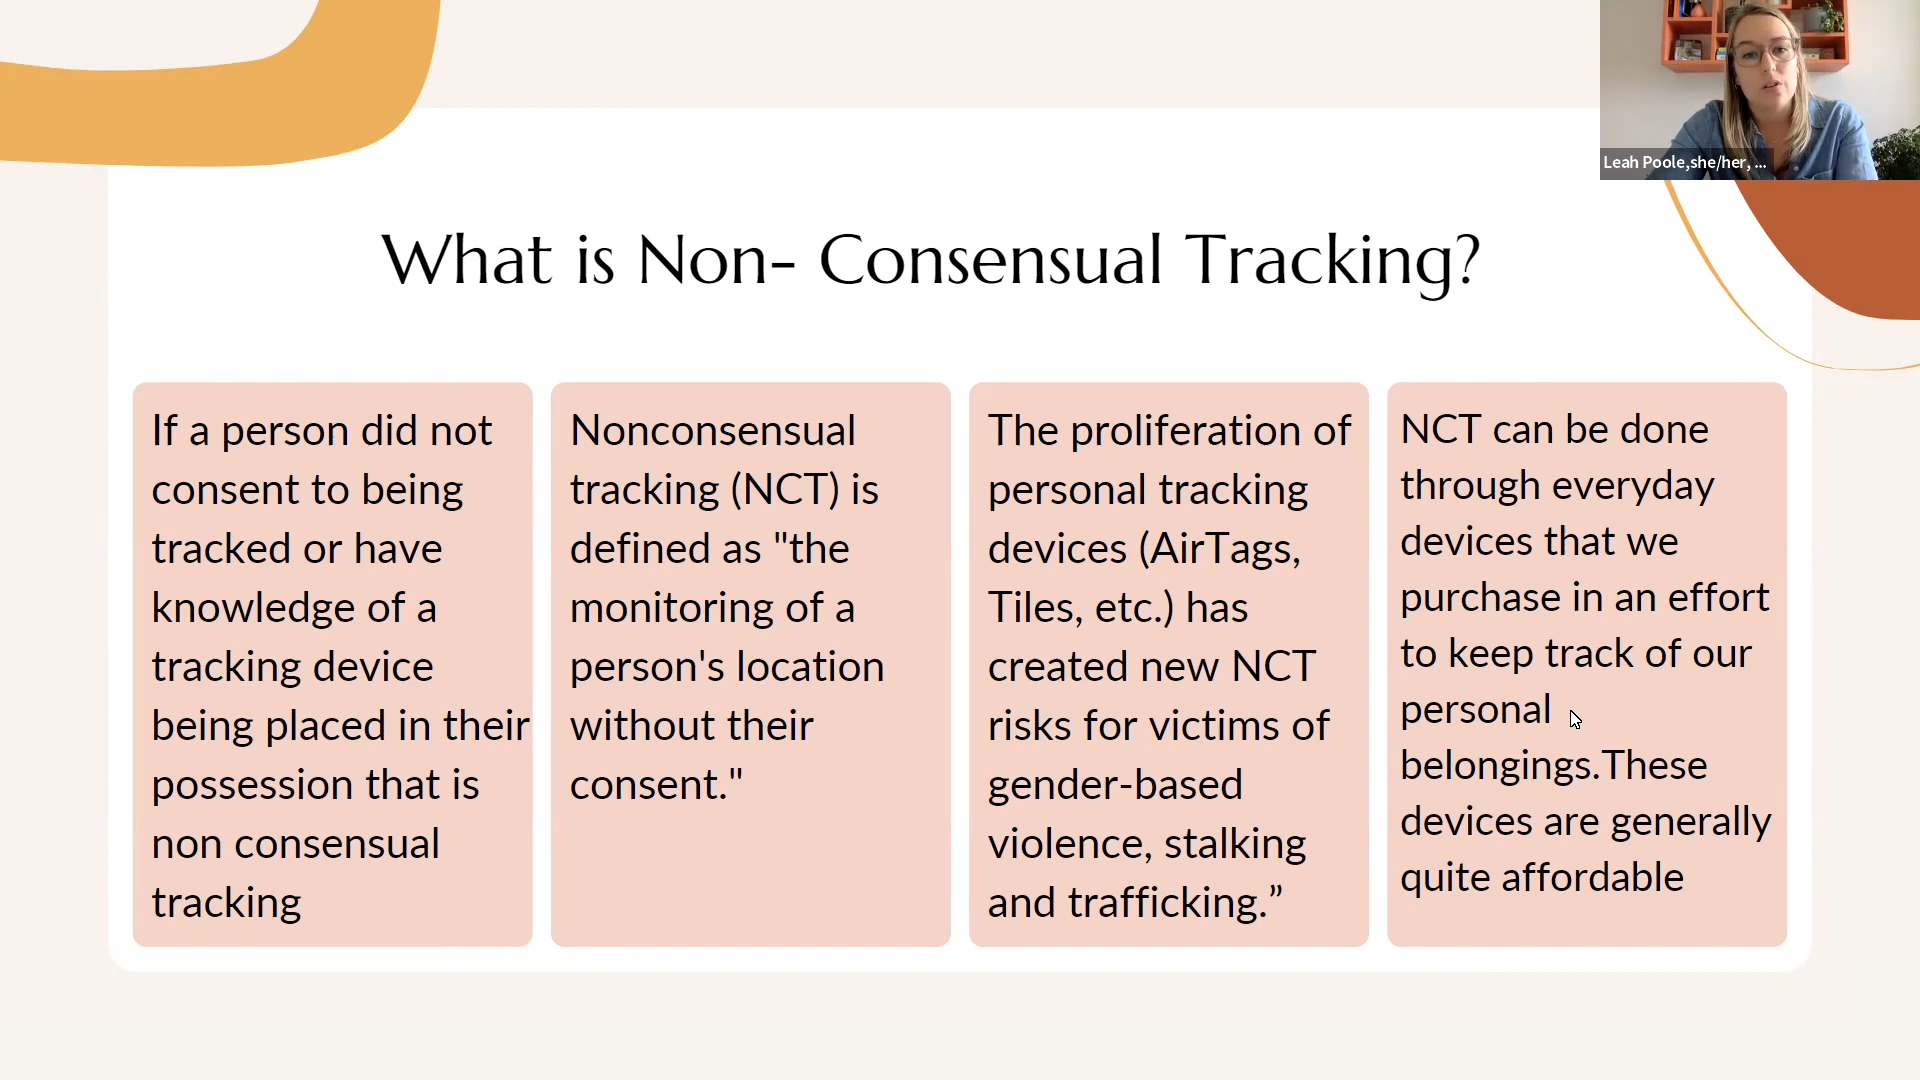 Leah Poole,she/her, ...
What is Non- Consensual Tracking?
If a person did not
consent to being
tracked or have
knowledge of a
tracking device
being placed in their
possession that is
non consensual
tracking
Nonconsensual
tracking (NCT) is
defined as "the
monitoring of a
person's location
without their
consent."
The proliferation of
personal tracking
devices (AirTags,
Tiles, etc.) has
created new NCT
risks for victims of
gender-based
violence, stalking
and trafficking.”
NCT can be done
through everyday
devices that we
purchase in an effort
to keep track of our
personal
belongings.These
devices are generally
quite affordable